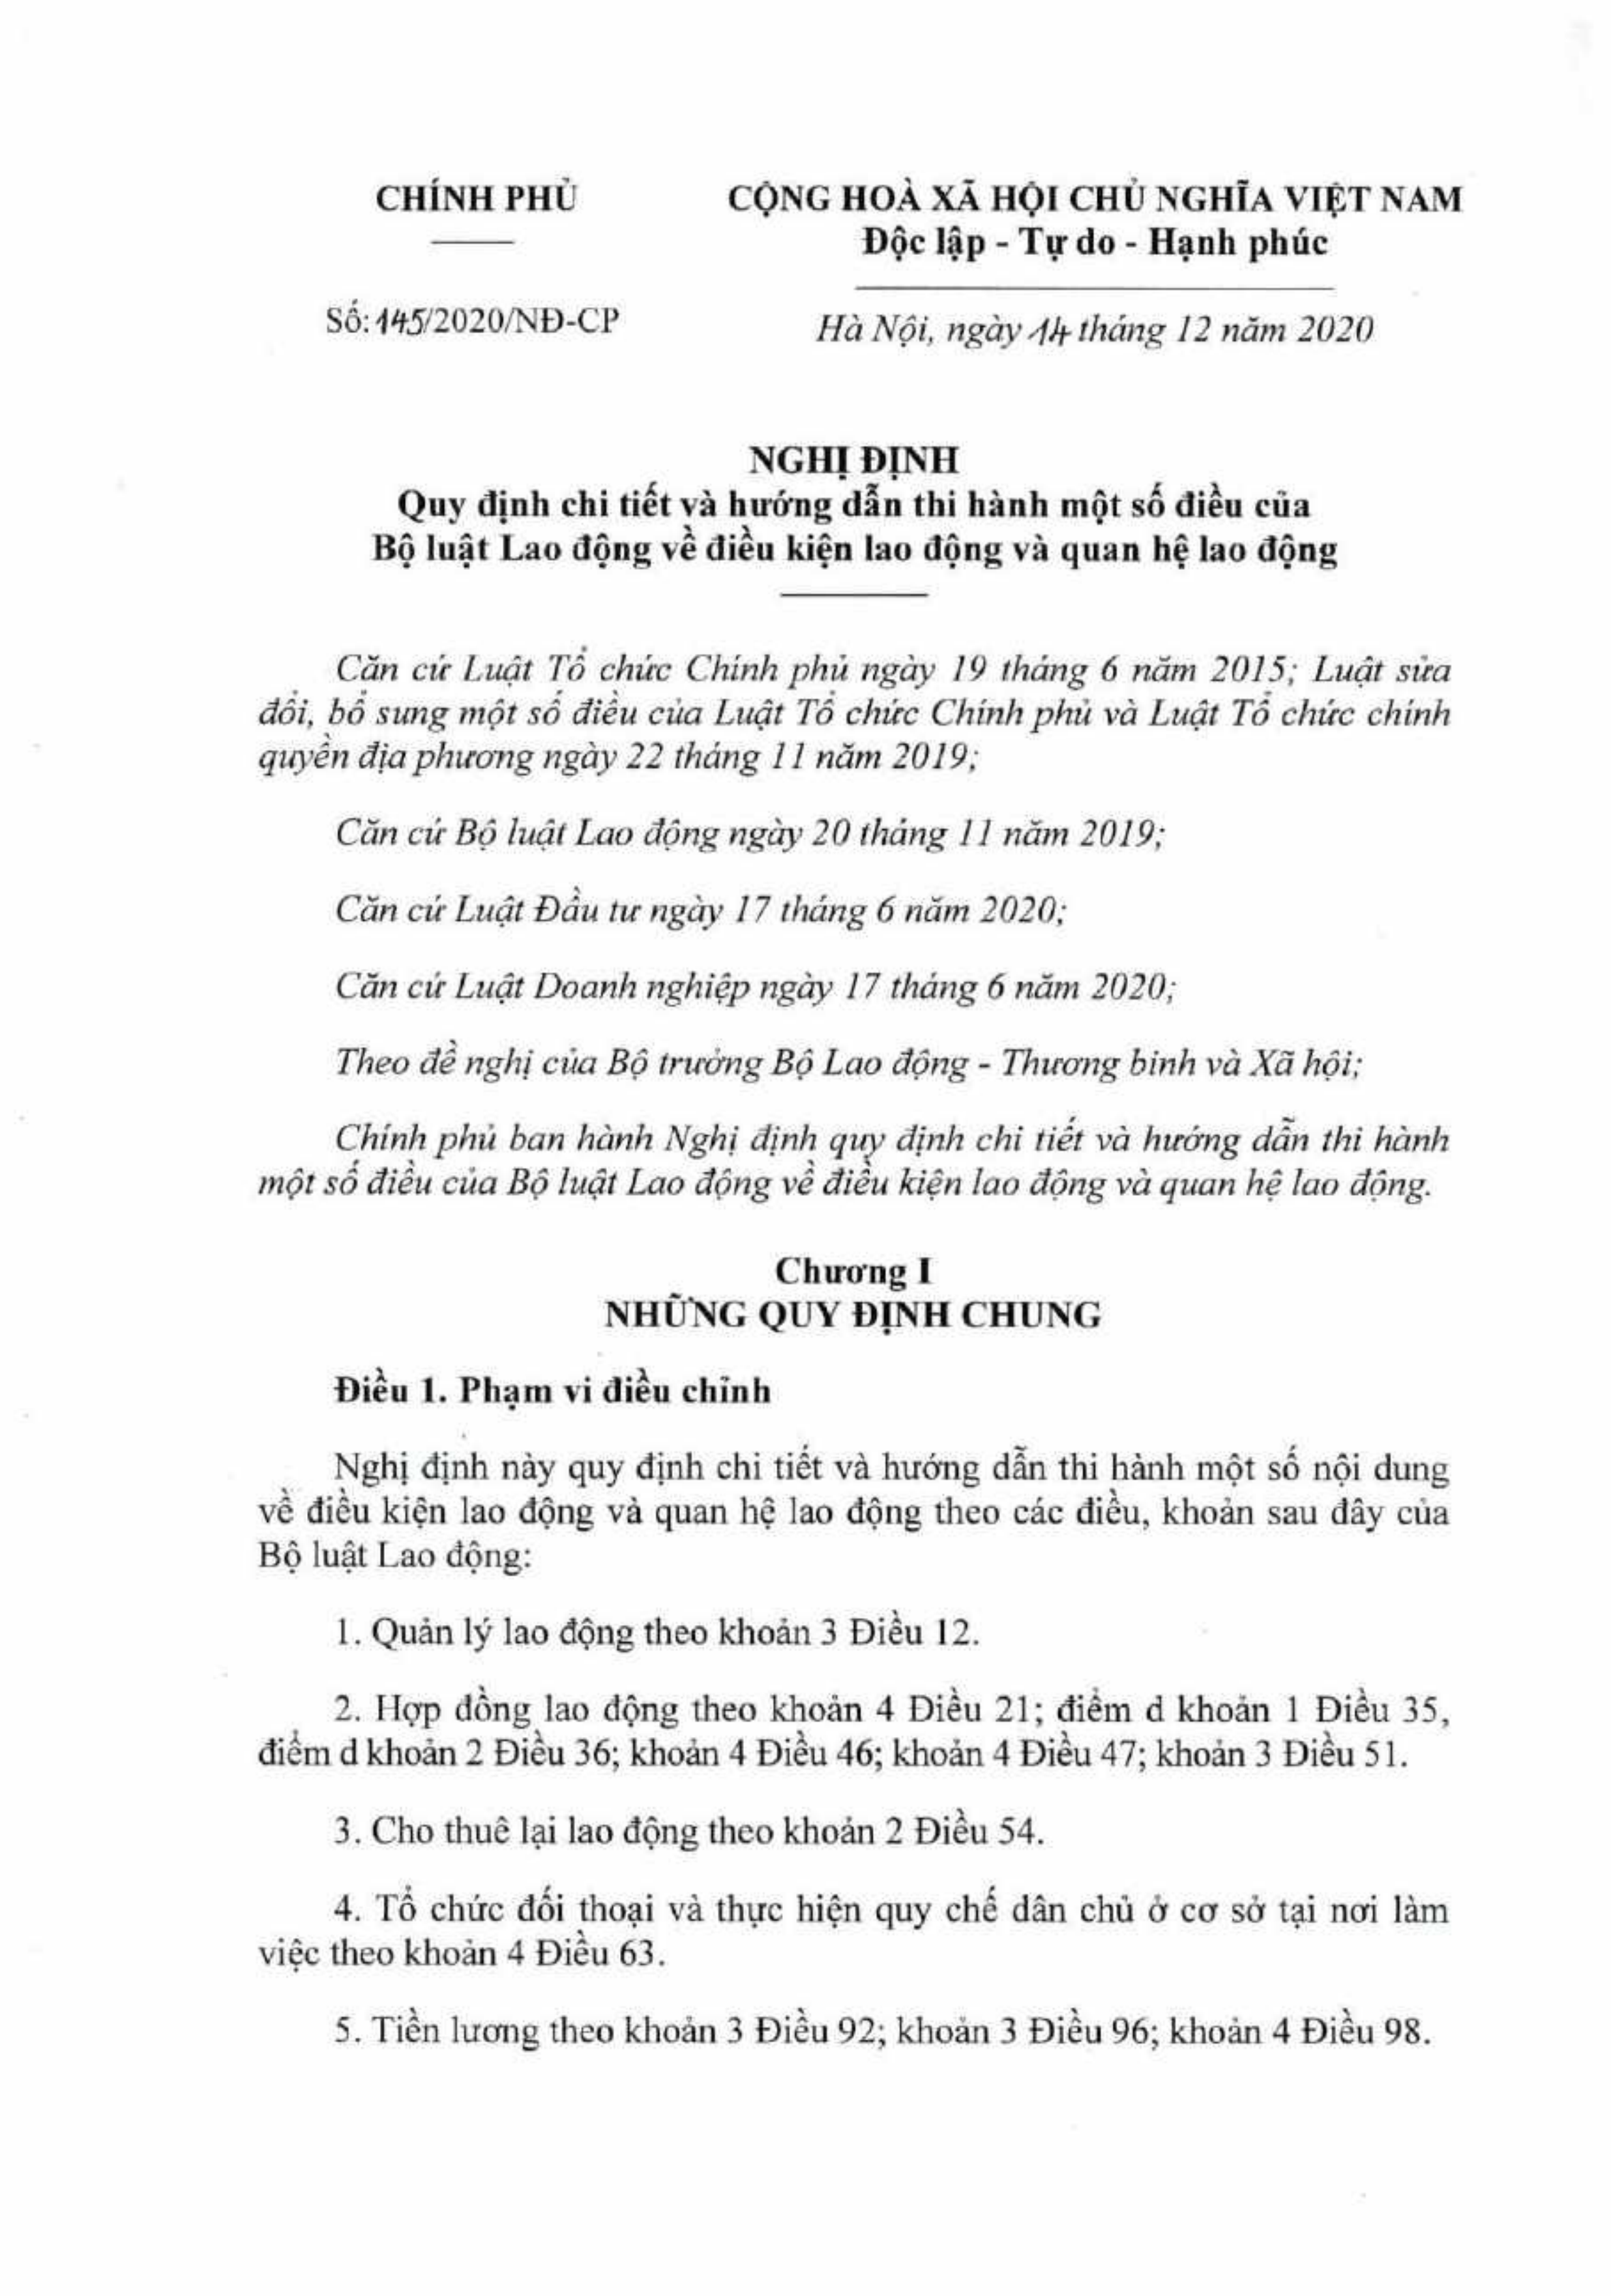 CHÍNH PHỦ
CỘNG HOÀ XÃ HỘI CHỦ NGHĨA VIỆT NAM
Độc lập - Tự do - Hạnh phúc
Số: 145/2020/NĐ-CP
Hà Nội, ngày 14 tháng 12 năm 2020
NGHỊ ĐỊNH
Quy định chi tiết và hướng dẫn thi hành một số điều của
Bộ luật Lao động về điều kiện lao động và quan hệ lao động
Căn cứ Luật Tổ chức Chính phủ ngày 19 tháng 6 năm 2015; Luật sửa
đổi, bổ sung một số điều của Luật Tổ chức Chính phủ và Luật Tổ chức chính
quyền địa phương ngày 22 tháng 11 năm 2019;
Căn cứ Bộ luật Lao động ngày 20 tháng 11 năm 2019;
Căn cứ Luật Đầu tư ngày 17 tháng 6 năm 2020;
Căn cứ Luật Doanh nghiệp ngày 17 tháng 6 năm 2020;
Theo đề nghị của Bộ trưởng Bộ Lao động - Thương binh và Xã hội;
Chính phủ ban hành Nghị định quy định chi tiết và hướng dẫn thi hành
một số điều của Bộ luật Lao động về điều kiện lao động và quan hệ lao động.
Chương I
NHỮNG QUY ĐỊNH CHUNG
Điều 1. Phạm vi điều chỉnh
Nghị định này quy định chi tiết và hướng dẫn thi hành một số nội dung
về điều kiện lao động và quan hệ lao động theo các điều, khoản sau đây của
Bộ luật Lao động:
1. Quản lý lao động theo khoản 3 Điều 12.
2. Hợp đồng lao động theo khoản 4 Điều 21; điểm d khoản 1 Điều 35,
điểm d khoản 2 Điều 36; khoản 4 Điều 46; khoản 4 Điều 47; khoản 3 Điều 51.
3. Cho thuê lại lao động theo khoản 2 Điều 54.
4. Tổ chức đối thoại và thực hiện quy chế dân chủ ở cơ sở tại nơi làm
việc theo khoản 4 Điều 63.
5. Tiền lương theo khoản 3 Điều 92; khoản 3 Điều 96; khoản 4 Điều 98.